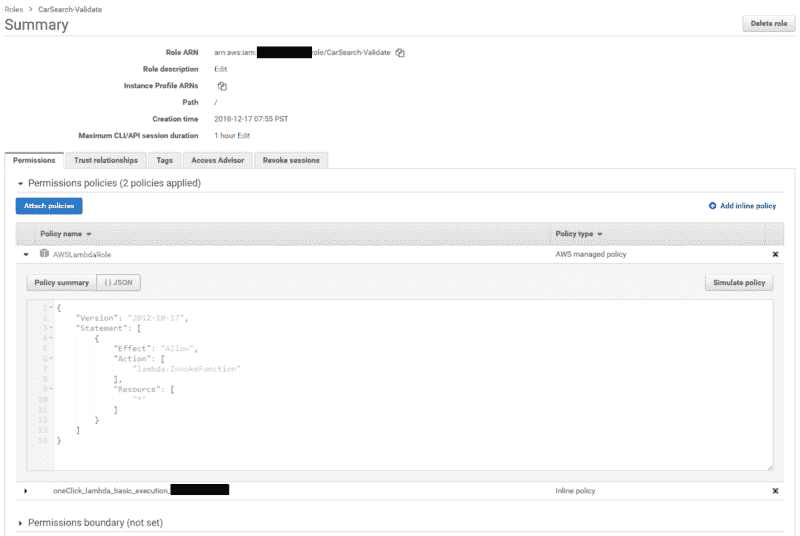 Roles > CarSearch-Validate
Summary
Delete role
Role ARN arn:aws:iam: role/CarSearch-Validate
Role description Edit
Instance Profile ARNs
Path /
Creation time 2018-12-17 07:55 PST
Maximum CLI/API session duration 1 hour Edit
Permissions Trust relationships Tags Access Advisor Revoke sessions
Permissions policies (2 policies applied)
Attach policies Add inline policy
Policy name Policy type
AWSLambdaRole AWS managed policy
Policy summary {} JSON Simulate policy
1 {
2 "Version": "2012-10-17",
3 "Statement": [
4 {
5 "Effect": "Allow",
6 "Action": [
7 "lambda:InvokeFunction"
8 ],
9 "Resource": [
10 "*"
11 ]
12 }
13 ]
14 }
oneClick_lambda_basic_execution_ Inline policy
Permissions boundary (not set)